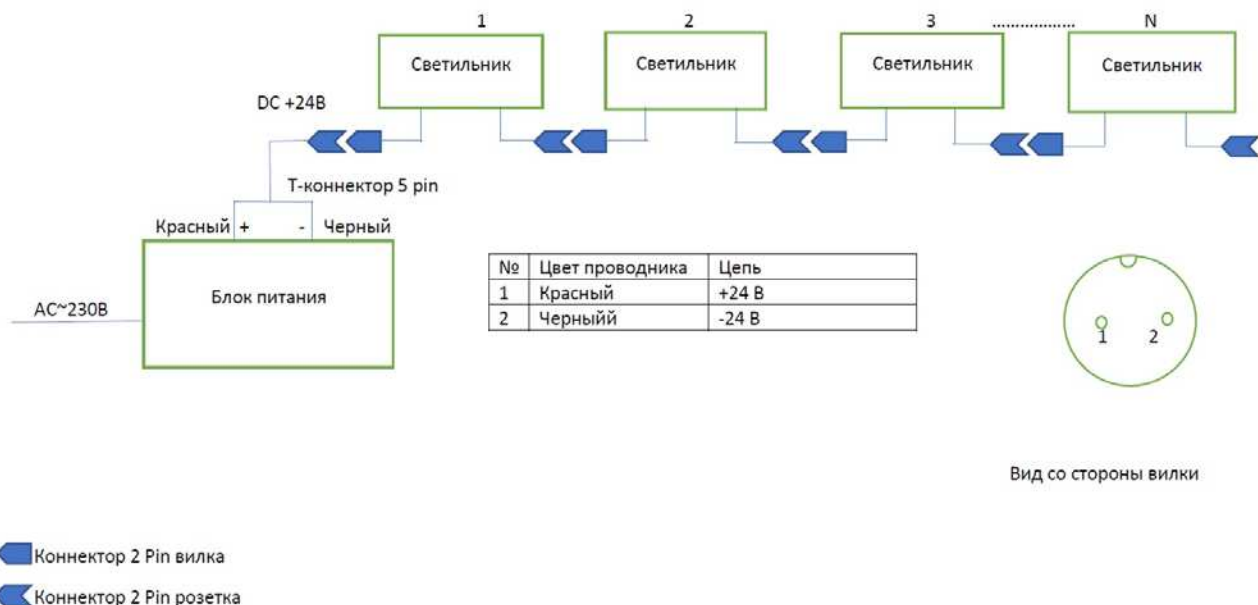 1 2 3 ................. N
Светильник Светильник Светильник Светильник
DC +24В
Т-коннектор 5 pin
Красный + - Черный
Блок питания
AC~230В
№ Цвет проводника Цепь
1 Красный +24 В
2 Черныйй -24 В
1 2
Вид со стороны вилки
Коннектор 2 Pin вилка
Коннектор 2 Pin розетка